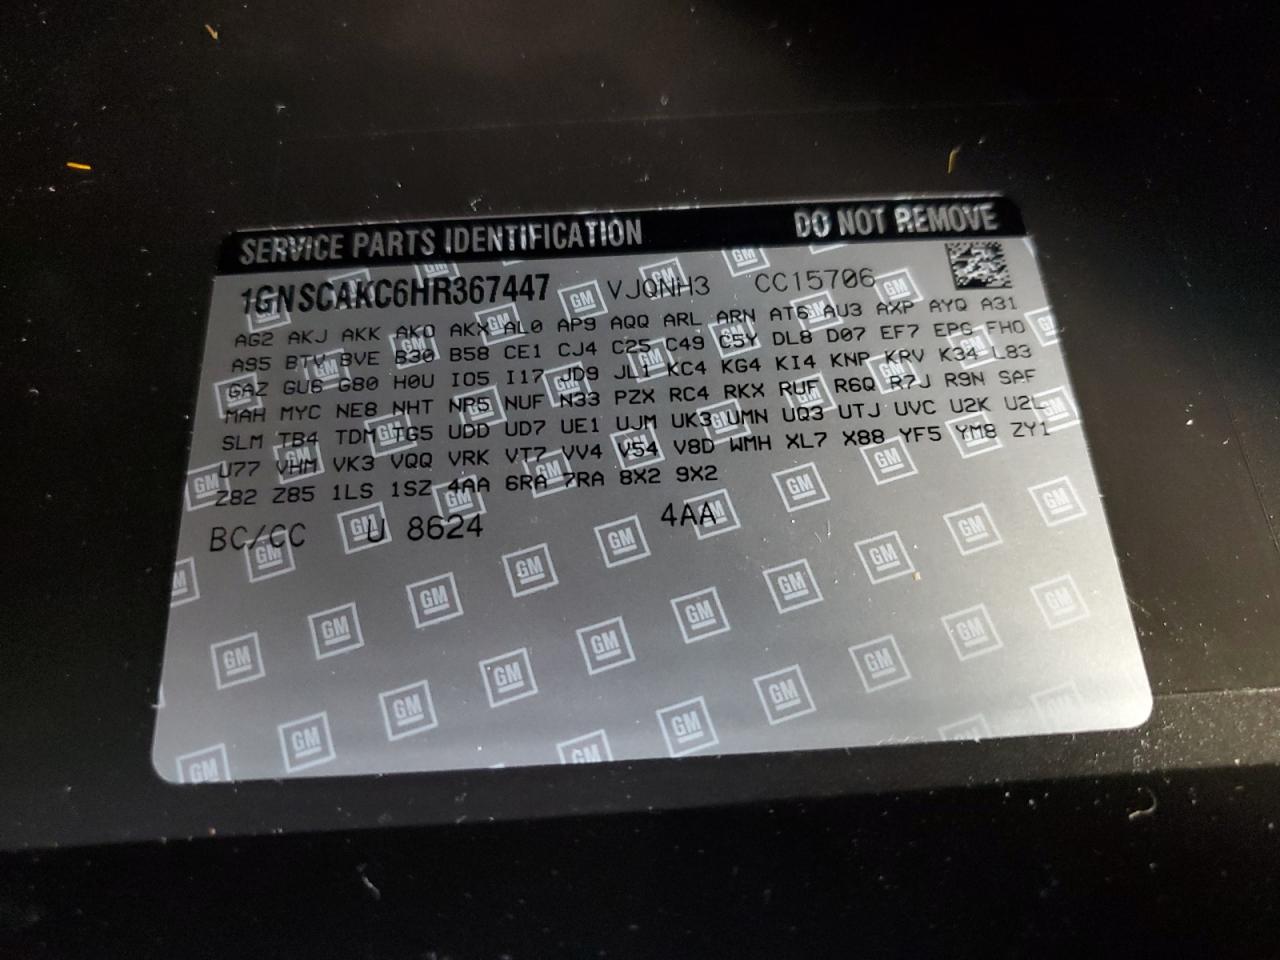 SERVICE PARTS IDENTIFICATION DO NOT REMOVE
1GNSCAKC6HR367447 VJQNH3 CC15706
AG2 AKJ AKK AKO AKX AL0 AP9 AQQ ARL ARN AT6 AU3 AXP AYQ A31
A95 BTV BVE B30 B58 CE1 CJ4 C25 C49 C5Y DL8 D07 EF7 EPG FHO
GAZ GU6 G80 H0U IO5 I17 JD9 JL1 KC4 KG4 KI4 KNP KRV K34 L83
MAH MYC NE8 NHT NP5 NUF N33 PZX RC4 RKX RUF R6Q R7J R9N SAF
SLM TB4 TDM TG5 UDD UD7 UE1 UJM UK3 UMN UQ3 UTJ UVC U2K U2L
U77 VHM VK3 VQQ VRK VT7 VV4 V54 V8D WMH XL7 X88 YF5 YM8 ZY1
Z82 Z85 1LS 1SZ 4AA 6RA 7RA 8X2 9X2
BC/CC U 8624 4AA